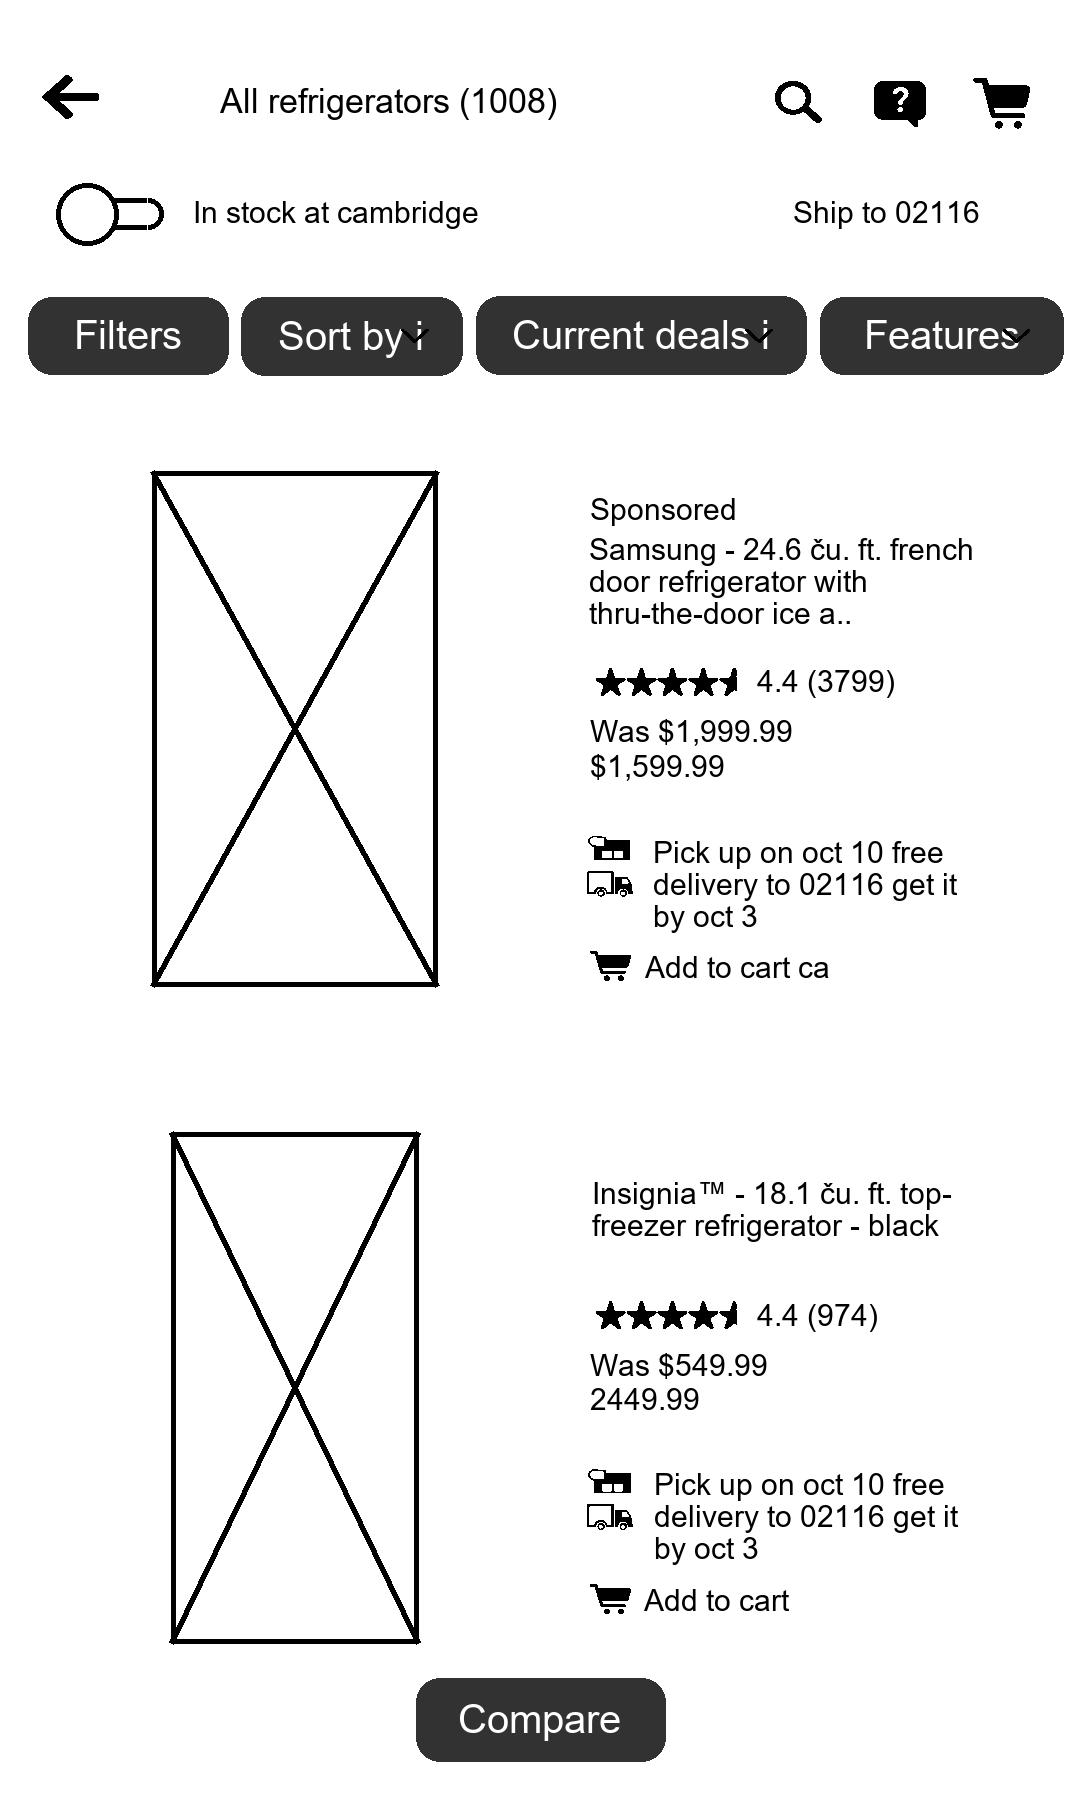 All refrigerators (1008)
?
In stock at cambridge
Ship to 02116
Filters
Sort by i
Current deals i
Features
Sponsored
Samsung - 24.6 ču. ft. french
door refrigerator with
thru-the-door ice a..
4.4 (3799)
Was $1,999.99
$1,599.99
Pick up on oct 10 free
delivery to 02116 get it
by oct 3
Add to cart ca
Insignia™ - 18.1 ču. ft. top-
freezer refrigerator - black
4.4 (974)
Was $549.99
2449.99
Pick up on oct 10 free
delivery to 02116 get it
by oct 3
Add to cart
Compare